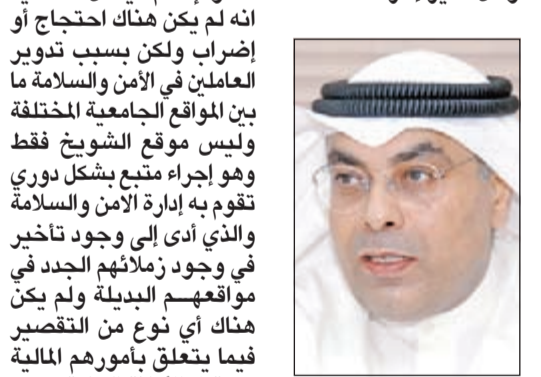 انه لم يكن هناك احتجاج أو
إضراب ولكن بسبب تدوير
العاملين في الأمن والسلامة ما
بين المواقع الجامعية المختلفة
وليس موقع الشويخ فقط
وهو إجراء متبع بشكل دوري
تقوم به إدارة الامن والسلامة
والذي أدى إلى وجود تأخير
في وجود زملائهم الجدد في
مواقعهم البديلة ولم يكن
هناك أي نوع من التقصير
فيما يتعلق بأمورهم المالية